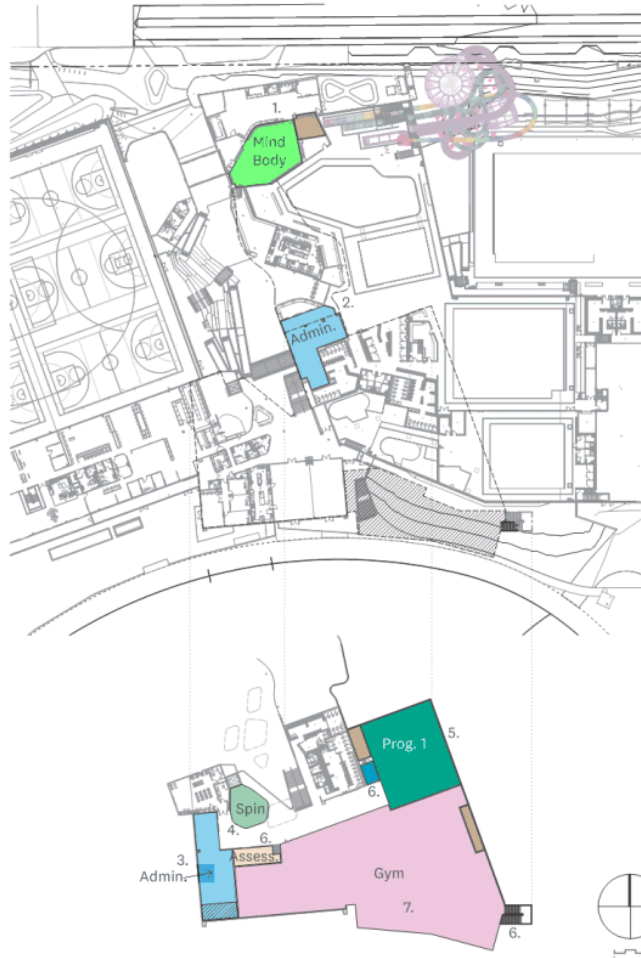 1.
Mind
Body
2.
Admin.
5.
Prog. 1
6.
Spin
4.
6.
3.
Assess.
Admin.
Gym
7.
6.